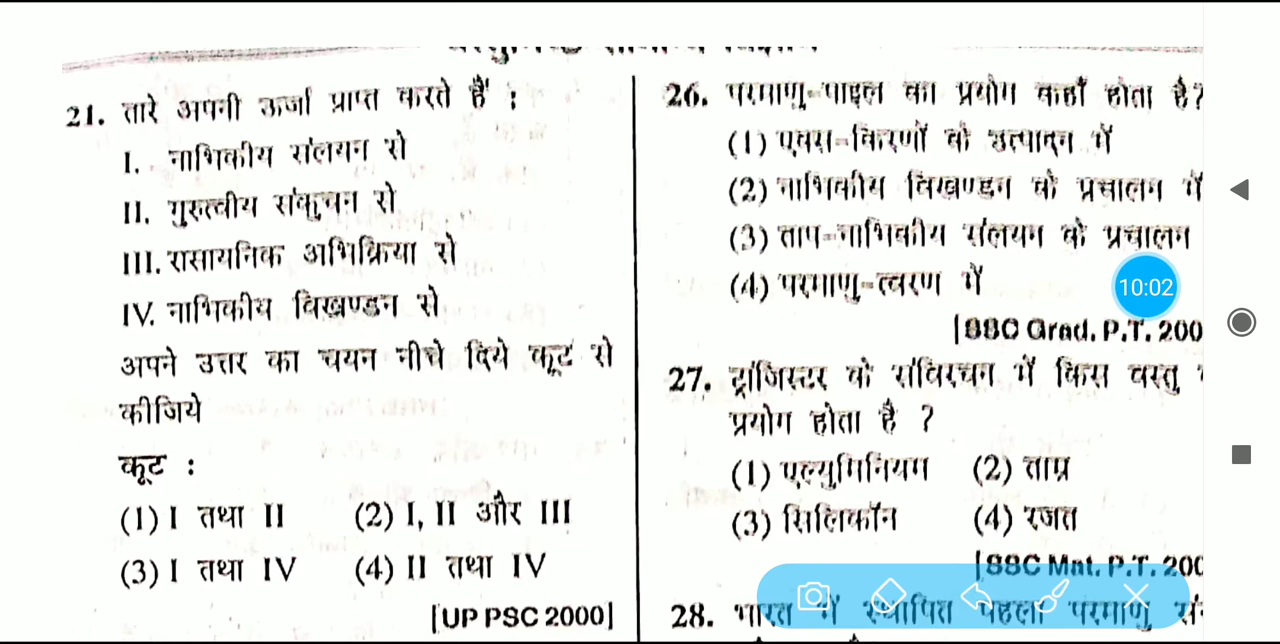 21. तारे अपनी ऊर्जा प्राप्त करते हैं :
I. नाभिकीय संलयन से
II. गुरुत्वीय संकुचन से
III. रासायनिक अभिक्रिया से
IV. नाभिकीय विखण्डन से
अपने उत्तर का चयन नीचे दिये कूट से
कीजिये
कूट :
(1) I तथा II (2) I, II और III
(3) I तथा IV (4) II तथा IV
[UP PSC 2000]
26. परमाणु-पाइल का प्रयोग कहाँ होता है?
(1) एक्स-किरणों के उत्पादन में
(2) नाभिकीय विखण्डन के प्रचालन में
(3) ताप-नाभिकीय संलयन के प्रचालन
(4) परमाणु-त्वरण में
[SSC Grad. P.T. 200
27. ट्रांजिस्टर के संविरचन में किस वस्तु
प्रयोग होता है ?
(1) एल्युमिनियम (2) ताम्र
(3) सिलिकॉन (4) रजत
[SSC Mat. P.T. 200
28. भारत में स्थापित पहला परमाणु
10:02